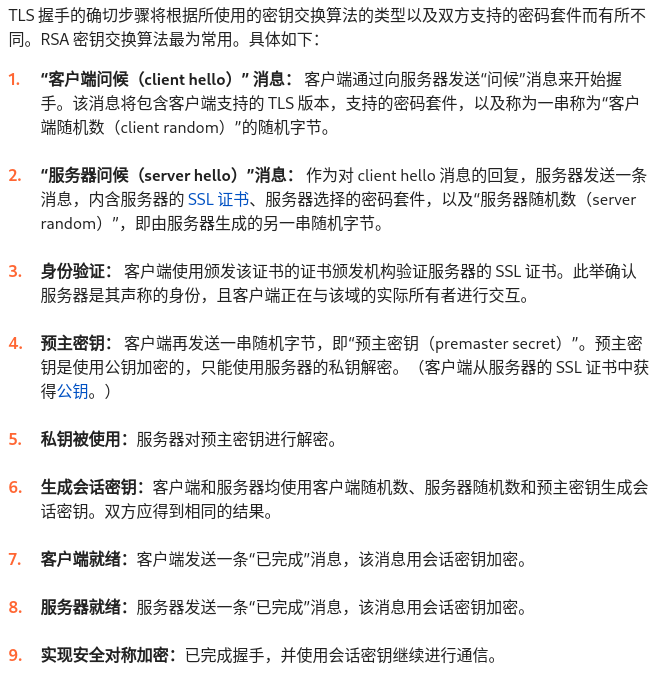 TLS 握手的确切步骤将根据所使用的密钥交换算法的类型以及双方支持的密码套件而有所不
同。RSA 密钥交换算法最为常用。具体如下：
1. “客户端问候（client hello）” 消息： 客户端通过向服务器发送“问候”消息来开始握
手。该消息将包含客户端支持的 TLS 版本，支持的密码套件，以及称为一串称为“客户
端随机数（client random）”的随机字节。
2. “服务器问候（server hello）”消息： 作为对 client hello 消息的回复，服务器发送一条
消息，内含服务器的 SSL 证书、服务器选择的密码套件，以及“服务器随机数（server
random）”，即由服务器生成的另一串随机字节。
3. 身份验证： 客户端使用颁发该证书的证书颁发机构验证服务器的 SSL 证书。此举确认
服务器是其声称的身份，且客户端正在与该域的实际所有者进行交互。
4. 预主密钥： 客户端再发送一串随机字节，即“预主密钥（premaster secret）”。预主密
钥是使用公钥加密的，只能使用服务器的私钥解密。（客户端从服务器的 SSL 证书中获
得公钥。）
5. 私钥被使用：服务器对预主密钥进行解密。
6. 生成会话密钥：客户端和服务器均使用客户端随机数、服务器随机数和预主密钥生成会
话密钥。双方应得到相同的结果。
7. 客户端就绪：客户端发送一条“已完成”消息，该消息用会话密钥加密。
8. 服务器就绪：服务器发送一条“已完成”消息，该消息用会话密钥加密。
9. 实现安全对称加密：已完成握手，并使用会话密钥继续进行通信。